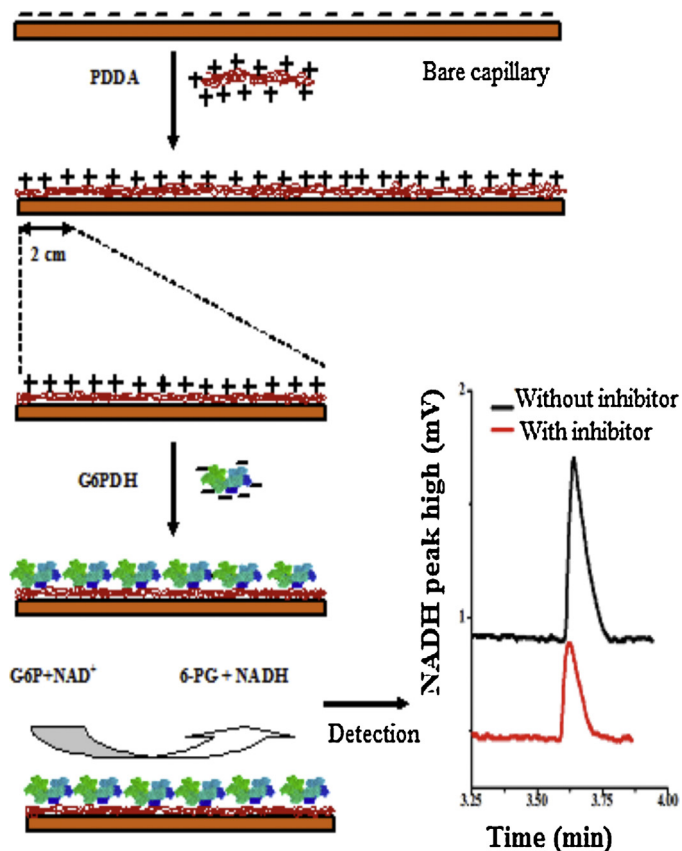 PDDA
Bare capillary
2 cm
G6PDH
G6P+NAD+
6-PG + NADH
Detection
NADH peak high (mV)
2
1
Without inhibitor
With inhibitor
3.25 3.50 3.75 4.00
Time (min)